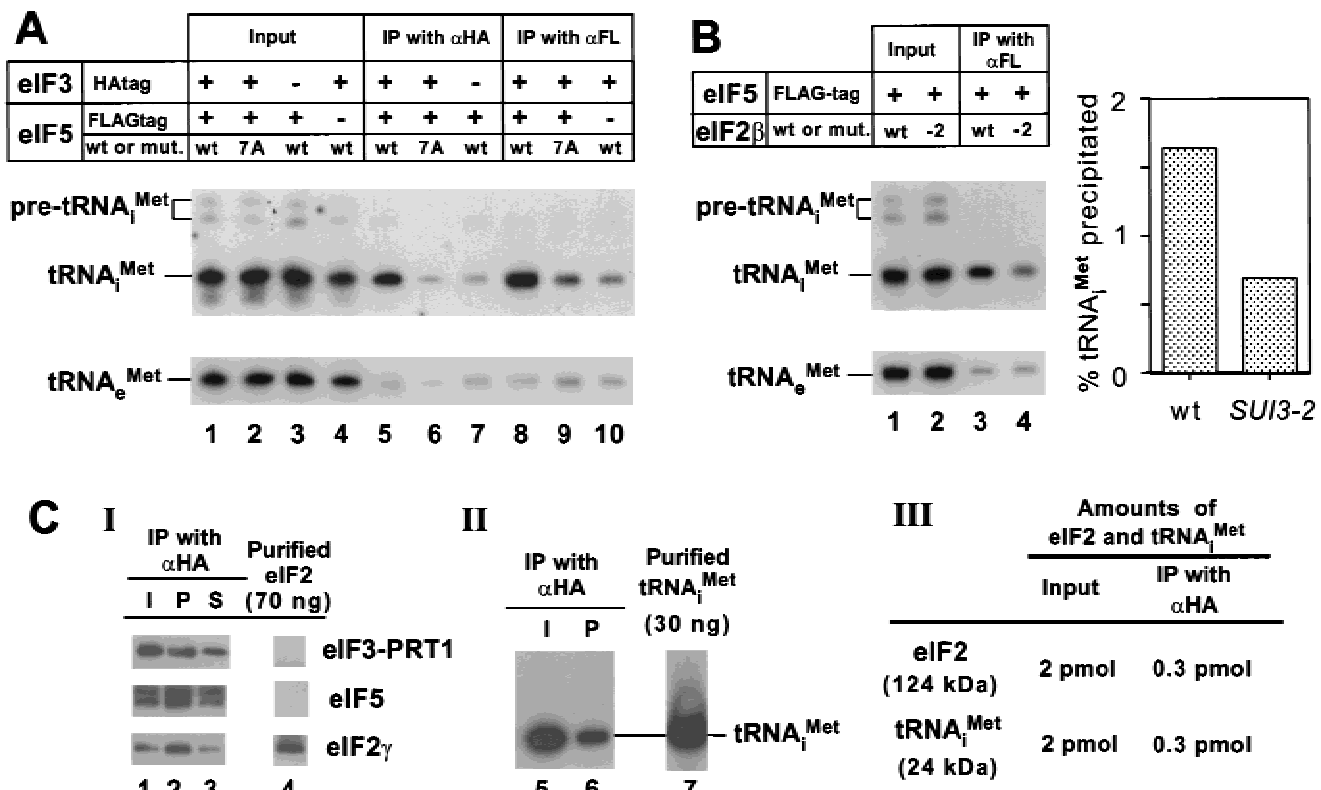 A
Input IP with αHA IP with αFL
eIF3 HAtag + + - + + + - + + +
eIF5 FLAGtag + + + - + + + + + -
wt or mut. wt 7A wt wt wt 7A wt wt 7A wt
pre-tRNAiMet
tRNAiMet
tRNAeMet
1 2 3 4 5 6 7 8 9 10
B
Input IP with αFL
eIF5 FLAG-tag + + + +
eIF2β wt or mut. wt -2 wt -2
pre-tRNAiMet
tRNAiMet
tRNAeMet
1 2 3 4
% tRNAiMet precipitated
2
1
0
wt SUI3-2
C
I
IP with αHA
Purified eIF2 (70 ng)
I P S
eIF3-PRT1
eIF5
eIF2γ
1 2 3 4
II
IP with αHA
Purified tRNAiMet (30 ng)
I P
tRNAiMet
5 6 7
III
Amounts of
eIF2 and tRNAiMet
Input IP with αHA
eIF2 (124 kDa) 2 pmol 0.3 pmol
tRNAiMet (24 kDa) 2 pmol 0.3 pmol